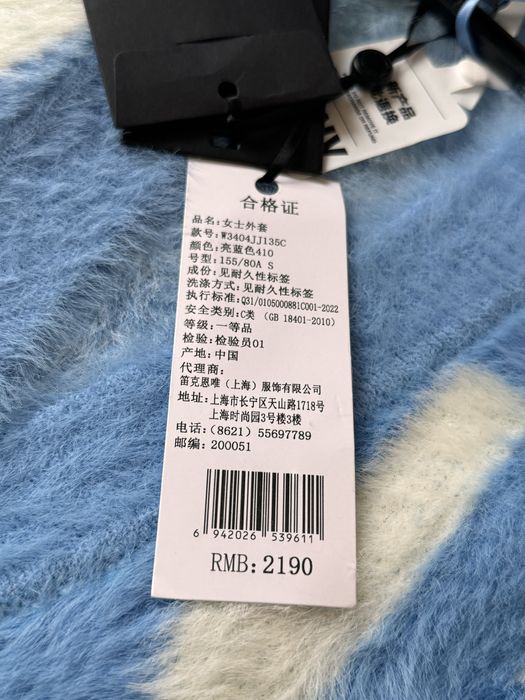 新产品
合格证
品名：女士外套
款号：W3404JJ135C
颜色：亮蓝色410
号型：155/80A S
成份：见耐久性标签
洗涤方式：见耐久性标签
执行标准：Q31/0105000881C001-2022
安全类别：C类 （GB 18401-2010）
等级：一等品
检验：检验员01
产地：中国
代理商：
笛克恩唯（上海）服饰有限公司
地址：上海市长宁区天山路1718号
上海时尚园3号楼3楼
电话：（8621）55697789
邮编：200051
6 942026 539611
RMB：2190